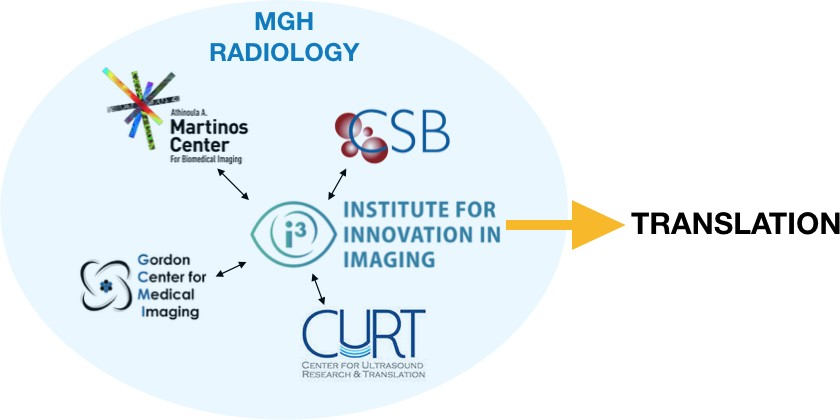 MGH
RADIOLOGY
Athinoula A.
Martinos
Center
For Biomedical Imaging
CSB
i³
INSTITUTE FOR
INNOVATION IN
IMAGING
TRANSLATION
Gordon
Center for
Medical
Imaging
CURT
CENTER FOR ULTRASOUND
RESEARCH & TRANSLATION